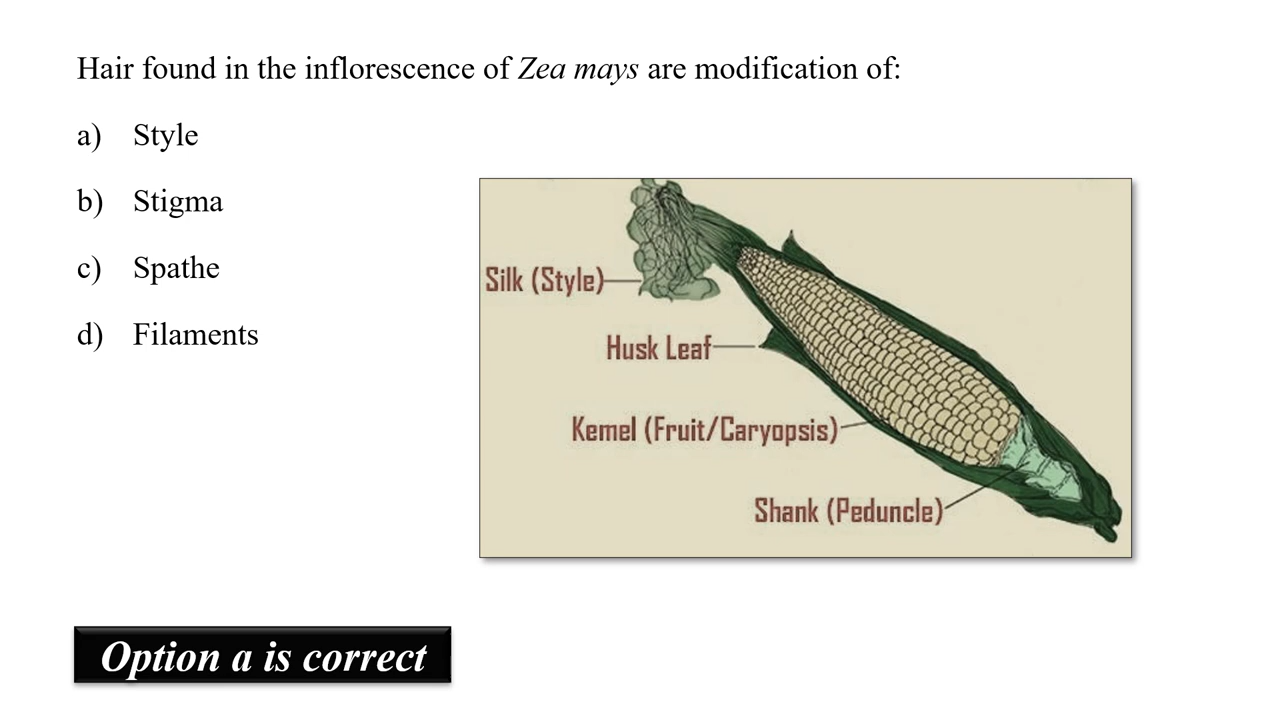 Hair found in the inflorescence of Zea mays are modification of:
a) Style
b) Stigma
c) Spathe
d) Filaments
Silk (Style)
Husk Leaf
Kemel (Fruit/Caryopsis)
Shank (Peduncle)
Option a is correct